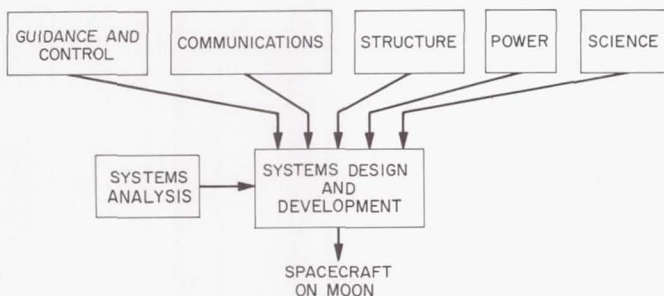 GUIDANCE AND
CONTROL
COMMUNICATIONS
STRUCTURE
POWER
SCIENCE
SYSTEMS
ANALYSIS
SYSTEMS DESIGN
AND
DEVELOPMENT
SPACECRAFT
ON MOON